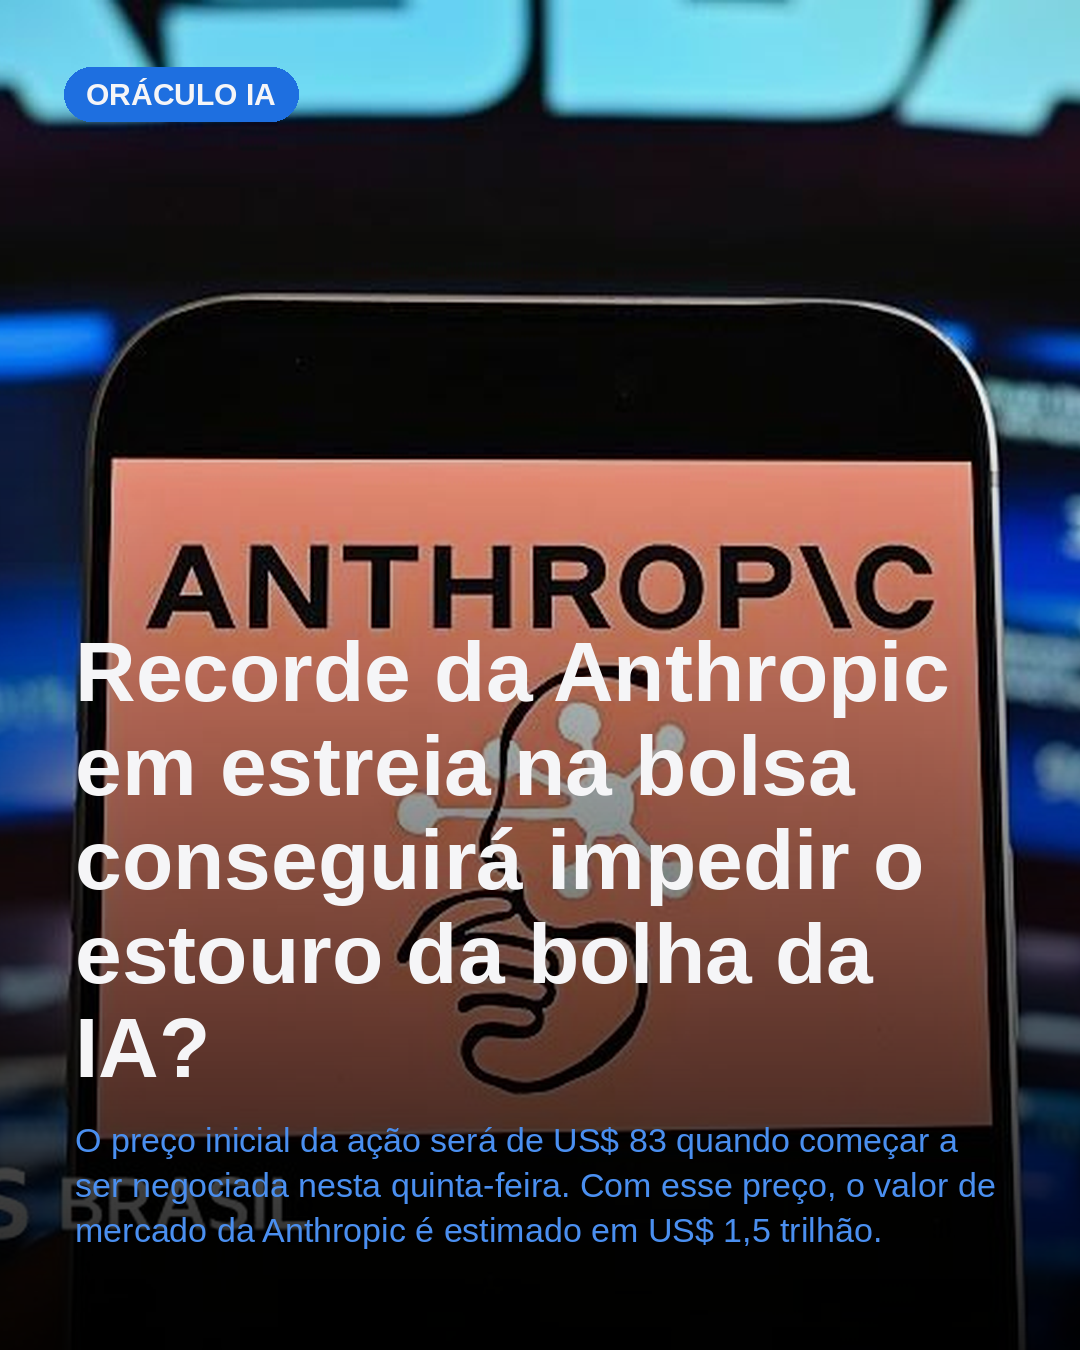 ORÁCULO IA
ANTHROP\C
Recorde da Anthropic
em estreia na bolsa
conseguirá impedir o
estouro da bolha da
IA?
O preço inicial da ação será de US$ 83 quando começar a
ser negociada nesta quinta-feira. Com esse preço, o valor de
S BRASIL
mercado da Anthropic é estimado em US$ 1,5 trilhão.